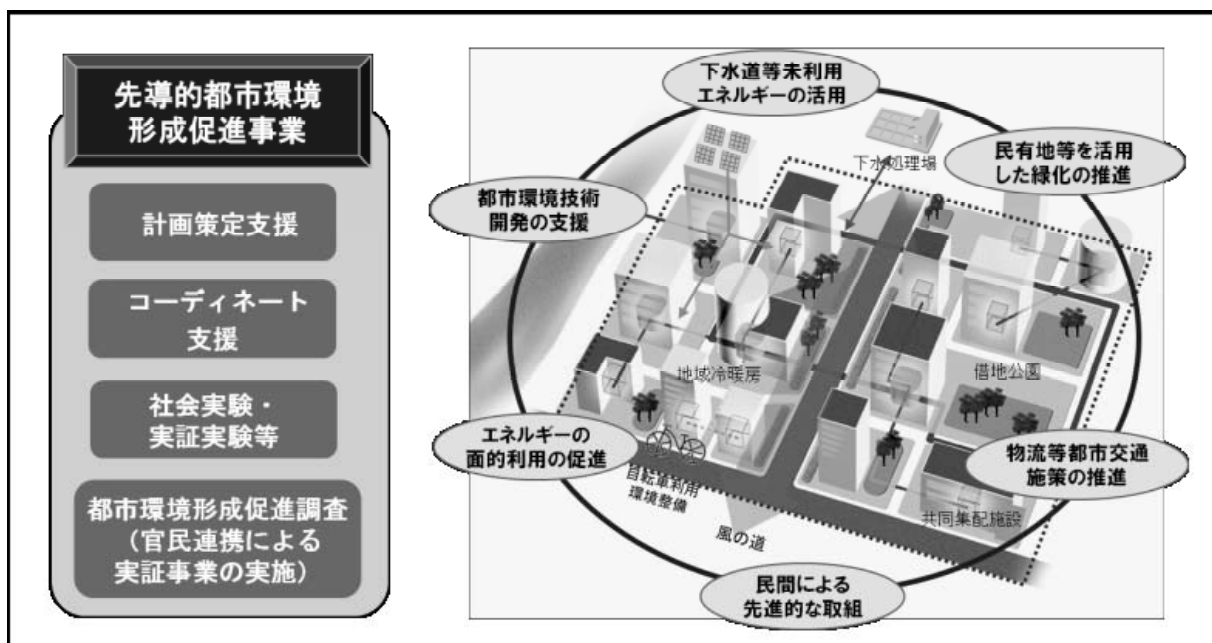 先導的都市環境
形成促進事業
計画策定支援
コーディネート
支援
社会実験・
実証実験等
都市環境形成促進調査
（官民連携による
実証事業の実施）
下水道等未利用
エネルギーの活用
下水処理場
民有地等を活用
した緑化の推進
都市環境技術
開発の支援
地域冷暖房
借地公園
エネルギーの
面的利用の促進
物流等都市交通
施策の推進
自転車利用
環境整備
共同集配施設
風の道
民間による
先進的な取組